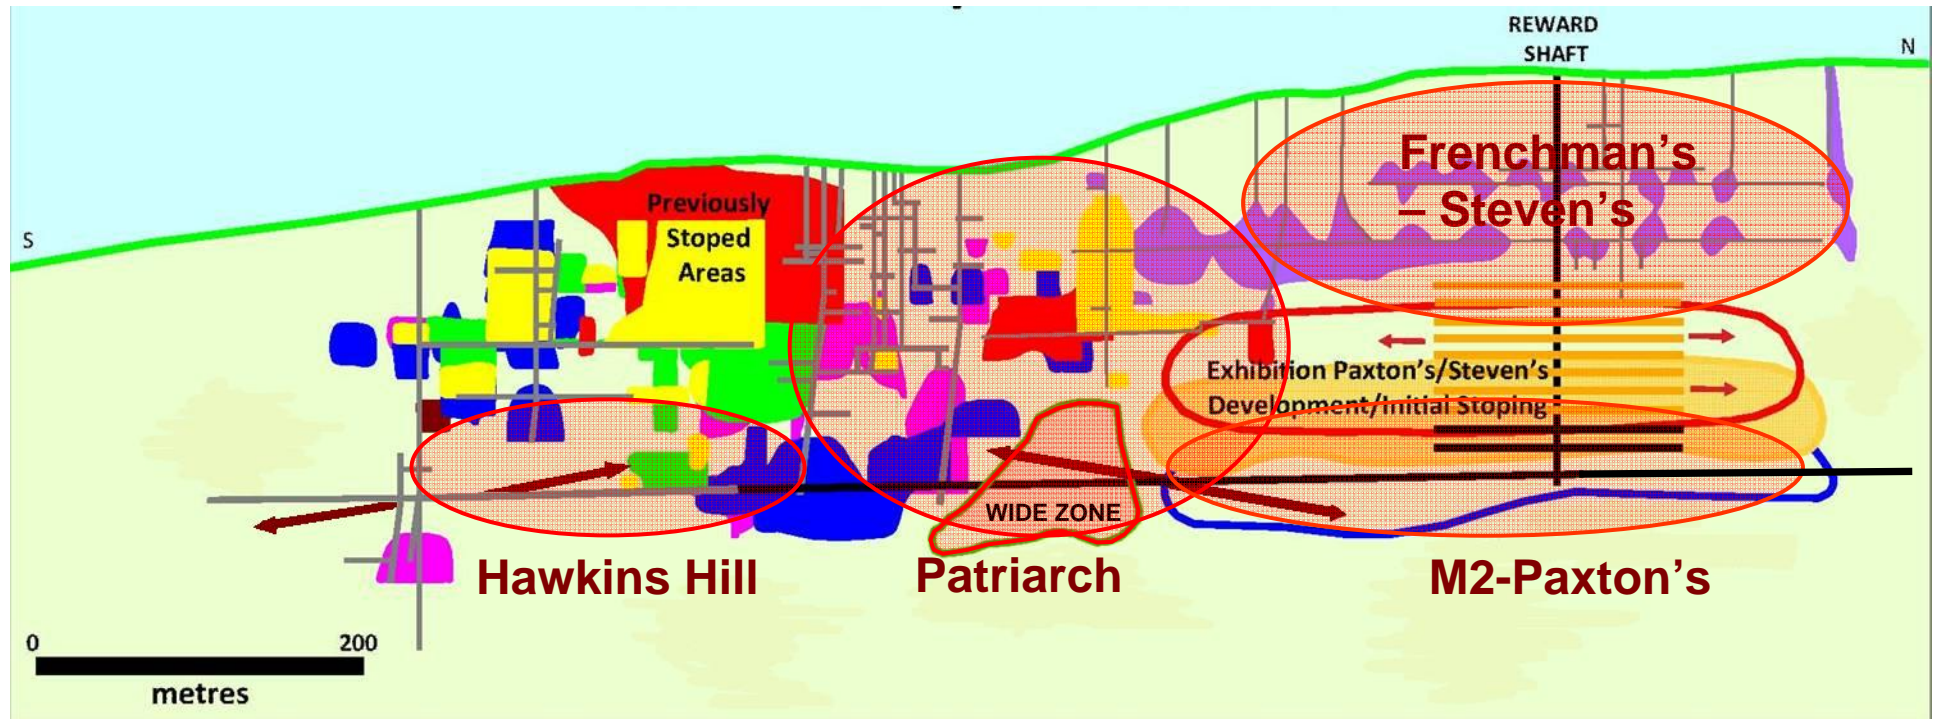 REWARD
SHAFT
N
S
Frenchman's
– Steven's
Previously
Stoped
Areas
Exhibition Paxton's/Steven's
Development/Initial Stoping
WIDE ZONE
Hawkins Hill
Patriarch
M2-Paxton's
0 200
metres